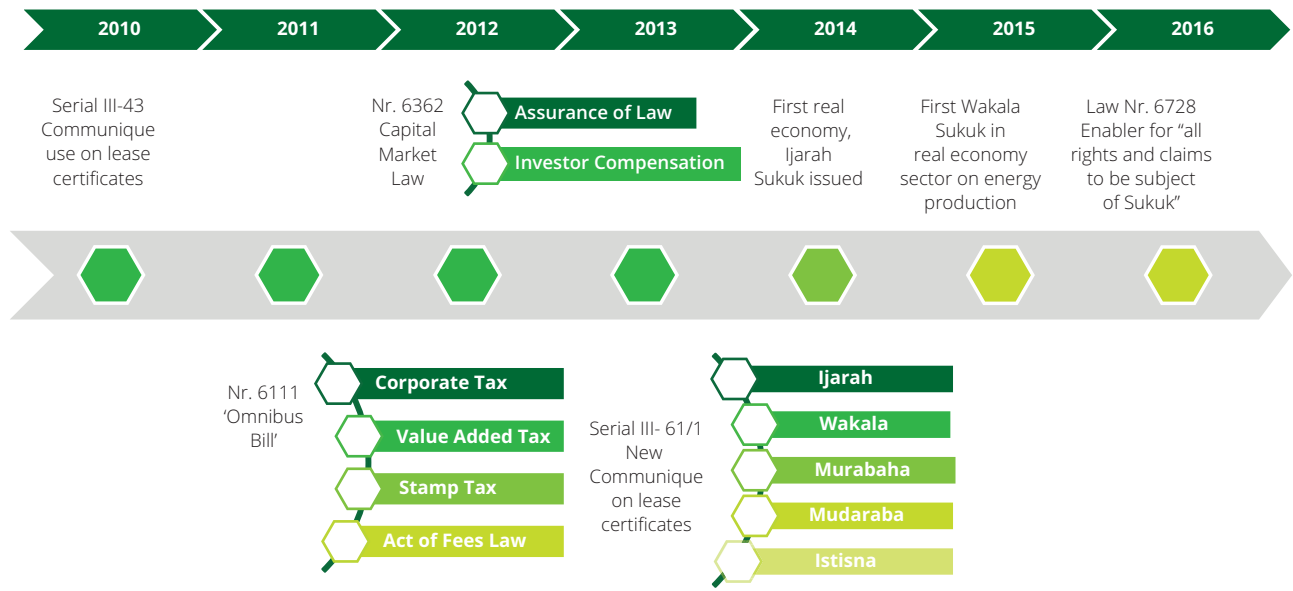 2010
2011
2012
2013
2014
2015
2016
Serial III-43
Communique
use on lease
certificates
Nr. 6362
Capital
Market
Law
Assurance of Law
Investor Compensation
First real
economy,
Ijarah
Sukuk issued
First Wakala
Sukuk in
real economy
sector on energy
production
Law Nr. 6728
Enabler for “all
rights and claims
to be subject
of Sukuk”
Nr. 6111
‘Omnibus
Bill’
Corporate Tax
Value Added Tax
Stamp Tax
Act of Fees Law
Serial III- 61/1
New
Communique
on lease
certificates
Ijarah
Wakala
Murabaha
Mudaraba
Istisna